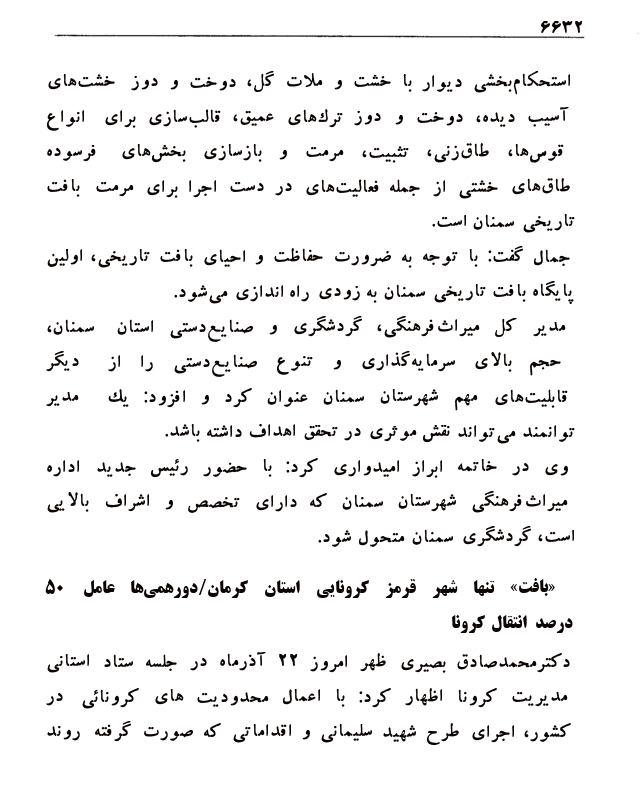 ۶۶۳۲
استحکام‌بخشی دیوار با خشت و ملات گل، دوخت و دوز خشت‌های
آسیب دیده، دوخت و دوز ترك‌های عمیق، قالب‌سازی برای انواع
قوس‌ها، طاق‌زنی، تثبیت، مرمت و بازسازی بخش‌های فرسوده
طاق‌های خشتی از جمله فعالیت‌های در دست اجرا برای مرمت بافت
تاریخی سمنان است.
جمال گفت: با توجه به ضرورت حفاظت و احیای بافت تاریخی، اولین
پایگاه بافت تاریخی سمنان به زودی راه اندازی می‌شود.
مدیر کل میراث‌فرهنگی، گردشگری و صنایع‌دستی استان سمنان،
حجم بالای سرمایه‌گذاری و تنوع صنایع‌دستی را از دیگر
قابلیت‌های مهم شهرستان سمنان عنوان کرد و افزود: یك مدیر
توانمند می‌تواند نقش موثری در تحقق اهداف داشته باشد.
وی در خاتمه ابراز امیدواری کرد: با حضور رئیس جدید اداره
میراث‌فرهنگی شهرستان سمنان که دارای تخصص و اشراف بالایی
است، گردشگری سمنان متحول شود.
«بافت» تنها شهر قرمز کرونایی استان کرمان/دورهمی‌ها عامل ۵۰
درصد انتقال کرونا
دکترمحمدصادق بصیری ظهر امروز ۲۲ آذرماه در جلسه ستاد استانی
مدیریت کرونا اظهار کرد: با اعمال محدودیت های کرونائی در
کشور، اجرای طرح شهید سلیمانی و اقداماتی که صورت گرفته روند